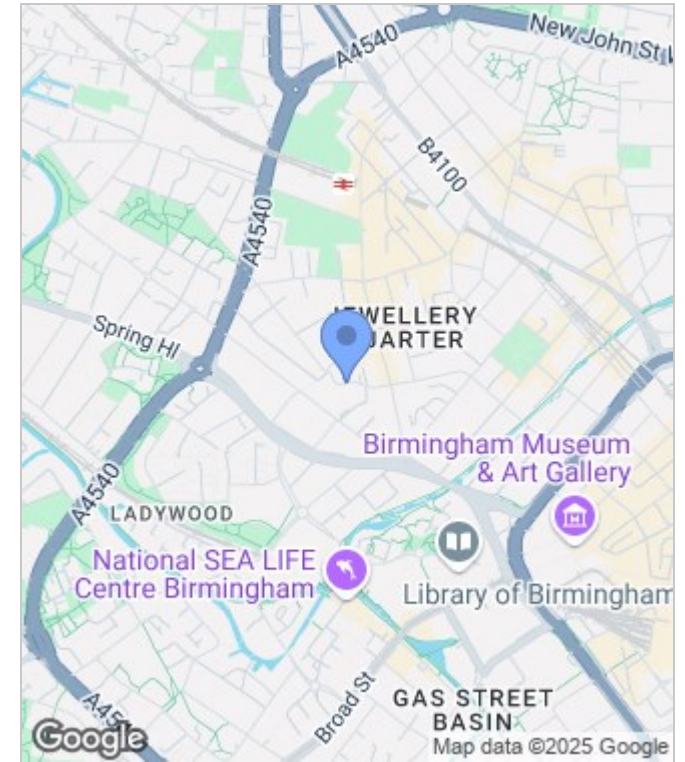 A4540
New John St W
B4100
A4540
JEWELLERY
QUARTER
Spring Hl
Birmingham Museum
& Art Gallery
A4540
LADYWOOD
National SEA LIFE
Centre Birmingham
Library of Birmingham
Broad St
GAS STREET
BASIN
Google
Map data ©2025 Google